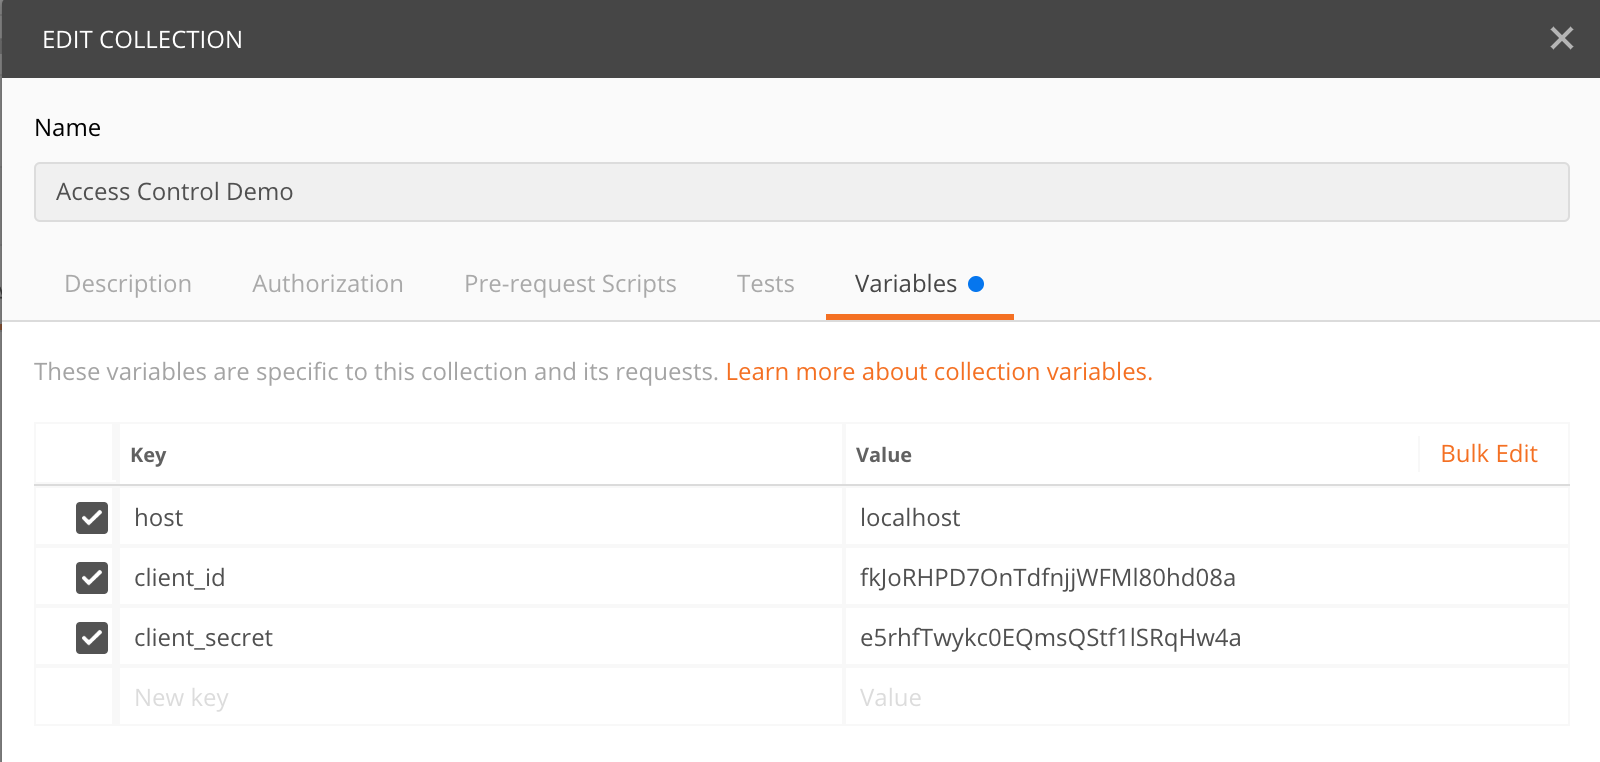 EDIT COLLECTION
Name
Access Control Demo
Description Authorization Pre-request Scripts Tests Variables
These variables are specific to this collection and its requests. Learn more about collection variables.
Key Value Bulk Edit
host localhost
client_id fkJoRHPD7OnTdfnjjWFMl80hd08a
client_secret e5rhfTwykc0EQmsQStf1lSRqHw4a
New key Value